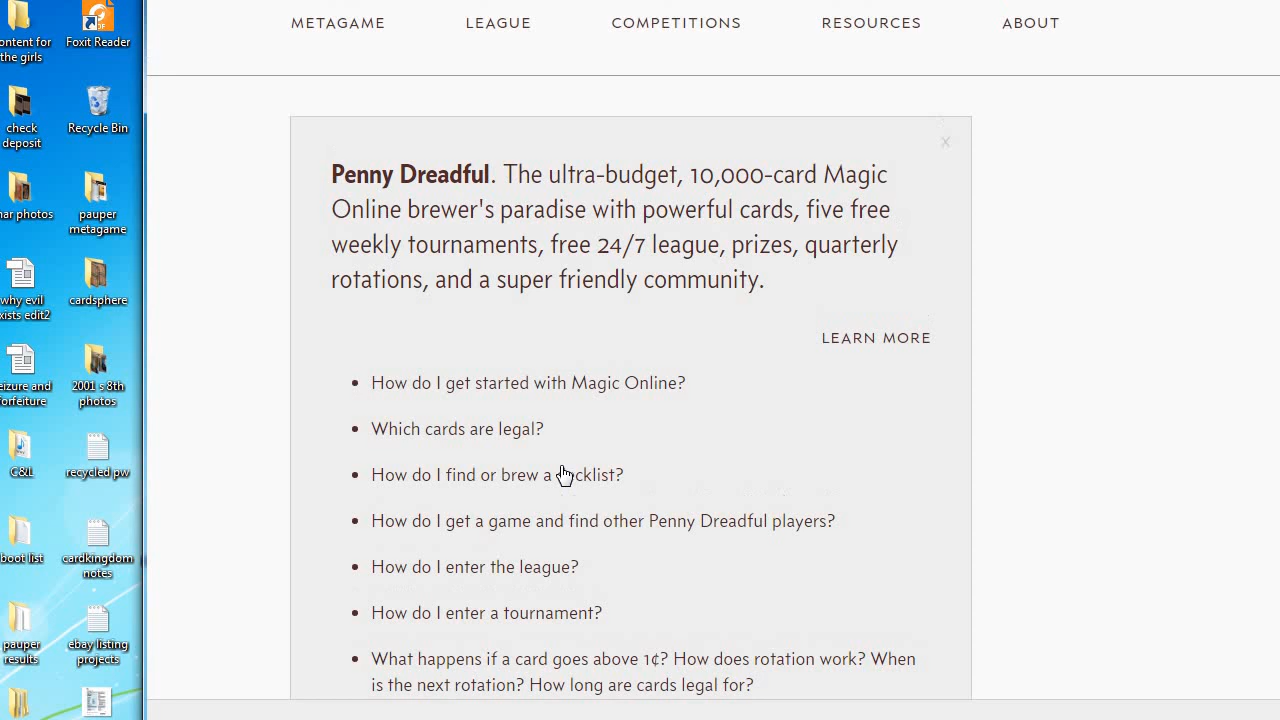 METAGAME LEAGUE COMPETITIONS RESOURCES ABOUT
ontent for
the girls
Foxit Reader
check
deposit
Recycle Bin
nar photos
pauper
metagame
why evil
xists edit2
cardsphere
eizure and
forfeiture
2001 s 8th
photos
C&L
recycled pw
boot list
cardkingdom
notes
pauper
results
ebay listing
projects
x
Penny Dreadful. The ultra-budget, 10,000-card Magic
Online brewer's paradise with powerful cards, five free
weekly tournaments, free 24/7 league, prizes, quarterly
rotations, and a super friendly community.
LEARN MORE
• How do I get started with Magic Online?
• Which cards are legal?
• How do I find or brew a cklist?
• How do I get a game and find other Penny Dreadful players?
• How do I enter the league?
• How do I enter a tournament?
• What happens if a card goes above 1¢? How does rotation work? When
is the next rotation? How long are cards legal for?